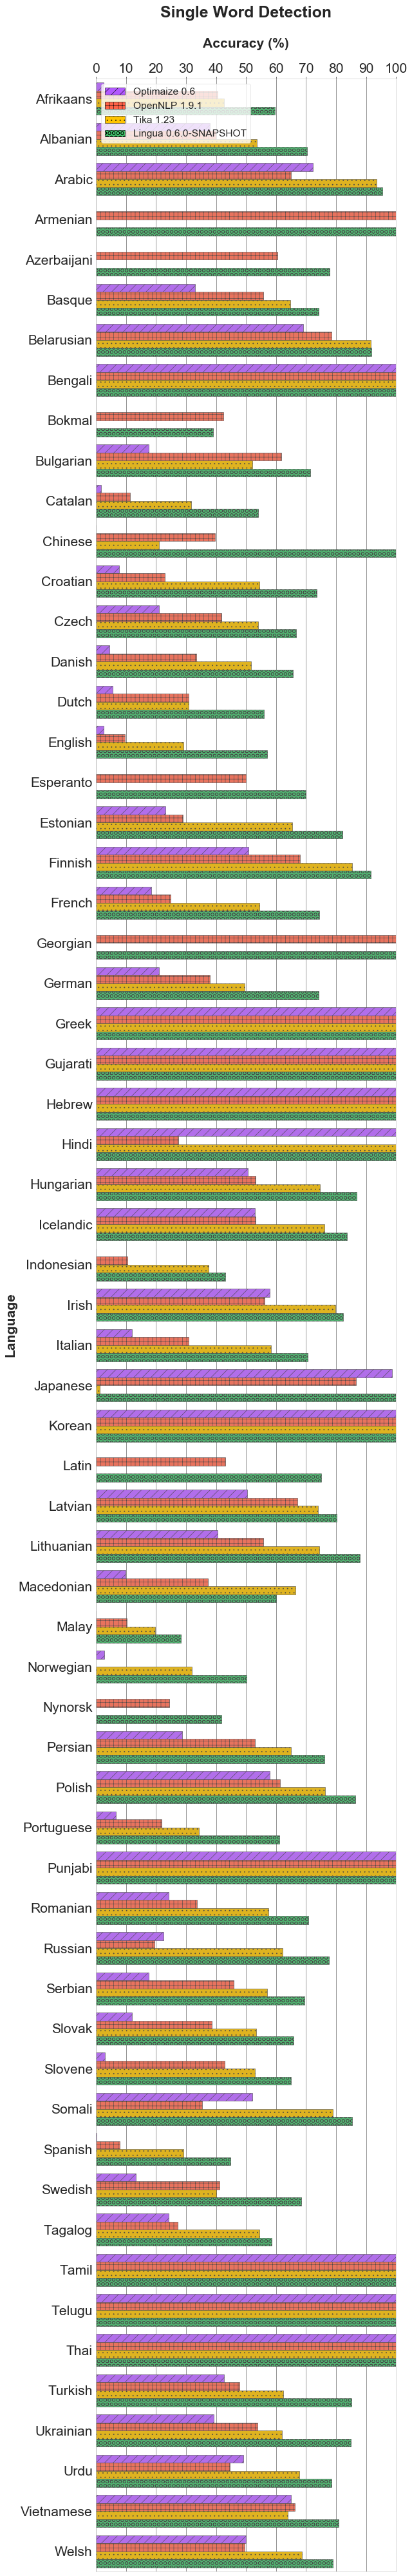 Single Word Detection
Accuracy (%)
0 10 20 30 40 50 60 70 80 90 100
Optimaize 0.6
OpenNLP 1.9.1
Tika 1.23
Lingua 0.6.0-SNAPSHOT
Language
Afrikaans
Albanian
Arabic
Armenian
Azerbaijani
Basque
Belarusian
Bengali
Bokmal
Bulgarian
Catalan
Chinese
Croatian
Czech
Danish
Dutch
English
Esperanto
Estonian
Finnish
French
Georgian
German
Greek
Gujarati
Hebrew
Hindi
Hungarian
Icelandic
Indonesian
Irish
Italian
Japanese
Korean
Latin
Latvian
Lithuanian
Macedonian
Malay
Norwegian
Nynorsk
Persian
Polish
Portuguese
Punjabi
Romanian
Russian
Serbian
Slovak
Slovene
Somali
Spanish
Swedish
Tagalog
Tamil
Telugu
Thai
Turkish
Ukrainian
Urdu
Vietnamese
Welsh